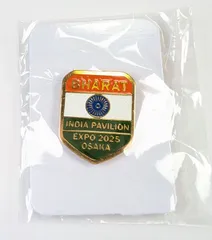 BHARAT
INDIA PAVILION
EXPO 2025
OSAKA